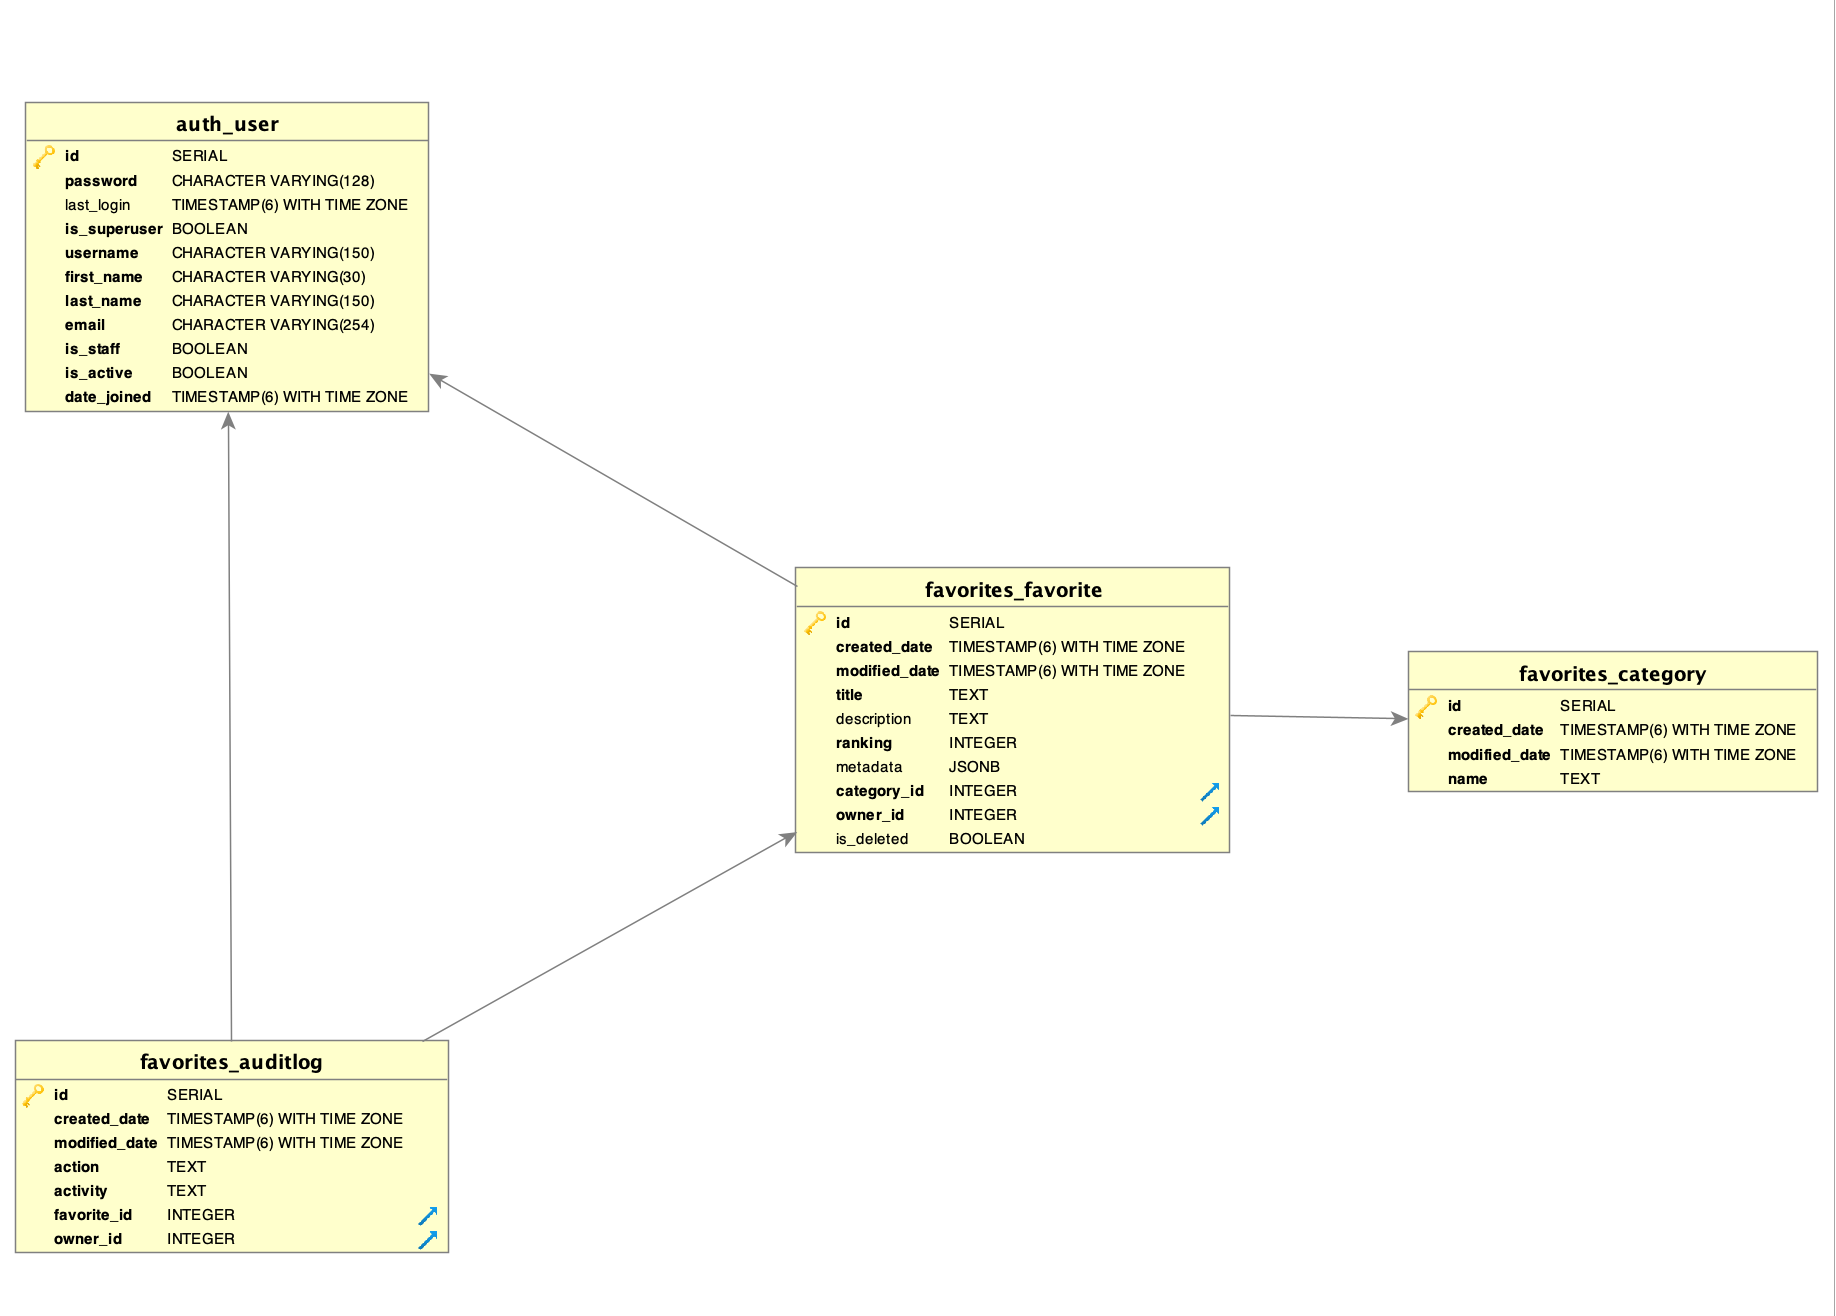 auth_user
id SERIAL
password CHARACTER VARYING(128)
last_login TIMESTAMP(6) WITH TIME ZONE
is_superuser BOOLEAN
username CHARACTER VARYING(150)
first_name CHARACTER VARYING(30)
last_name CHARACTER VARYING(150)
email CHARACTER VARYING(254)
is_staff BOOLEAN
is_active BOOLEAN
date_joined TIMESTAMP(6) WITH TIME ZONE
favorites_favorite
id SERIAL
created_date TIMESTAMP(6) WITH TIME ZONE
modified_date TIMESTAMP(6) WITH TIME ZONE
title TEXT
description TEXT
ranking INTEGER
metadata JSONB
category_id INTEGER
owner_id INTEGER
is_deleted BOOLEAN
favorites_category
id SERIAL
created_date TIMESTAMP(6) WITH TIME ZONE
modified_date TIMESTAMP(6) WITH TIME ZONE
name TEXT
favorites_auditlog
id SERIAL
created_date TIMESTAMP(6) WITH TIME ZONE
modified_date TIMESTAMP(6) WITH TIME ZONE
action TEXT
activity TEXT
favorite_id INTEGER
owner_id INTEGER